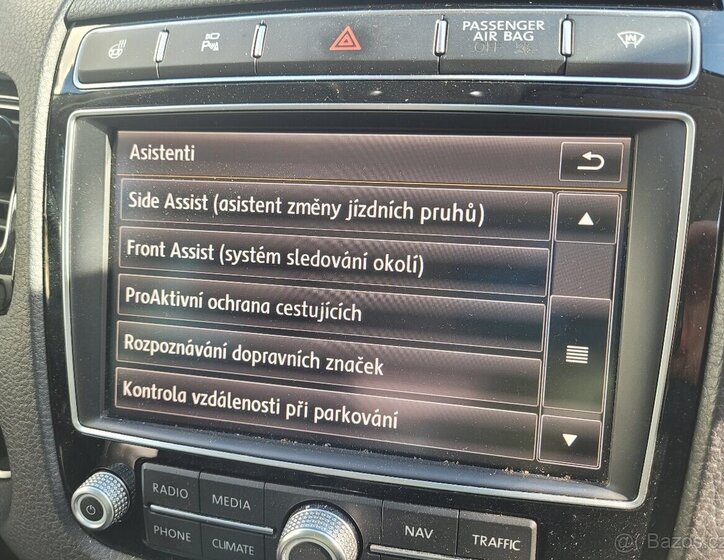 PASSENGER
AIR BAG
OFF
Asistenti
Side Assist (asistent změny jízdních pruhů)
Front Assist (systém sledování okolí)
ProAktivní ochrana cestujících
Rozpoznávání dopravních značek
Kontrola vzdálenosti při parkování
RADIO
MEDIA
NAV
TRAFFIC
PHONE
CLIMATE